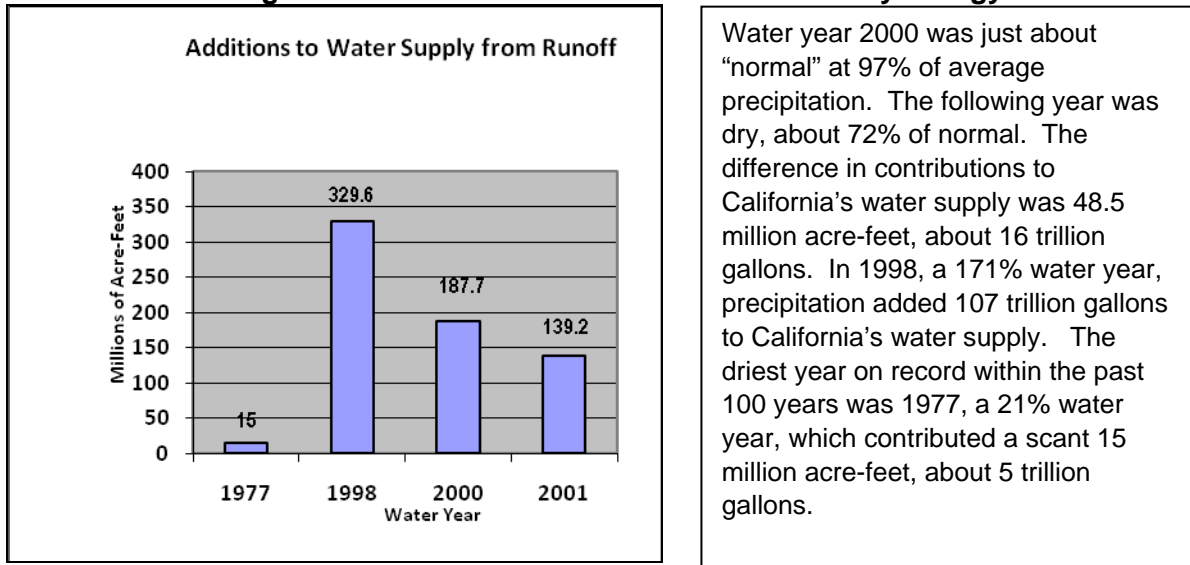 Additions to Water Supply from Runoff
400
350
300
250
200
150
100
50
0
Millions of Acre-Feet
15
329.6
187.7
139.2
1977 1998 2000 2001
Water Year
Water year 2000 was just about
“normal” at 97% of average
precipitation. The following year was
dry, about 72% of normal. The
difference in contributions to
California’s water supply was 48.5
million acre-feet, about 16 trillion
gallons. In 1998, a 171% water year,
precipitation added 107 trillion gallons
to California’s water supply. The
driest year on record within the past
100 years was 1977, a 21% water
year, which contributed a scant 15
million acre-feet, about 5 trillion
gallons.